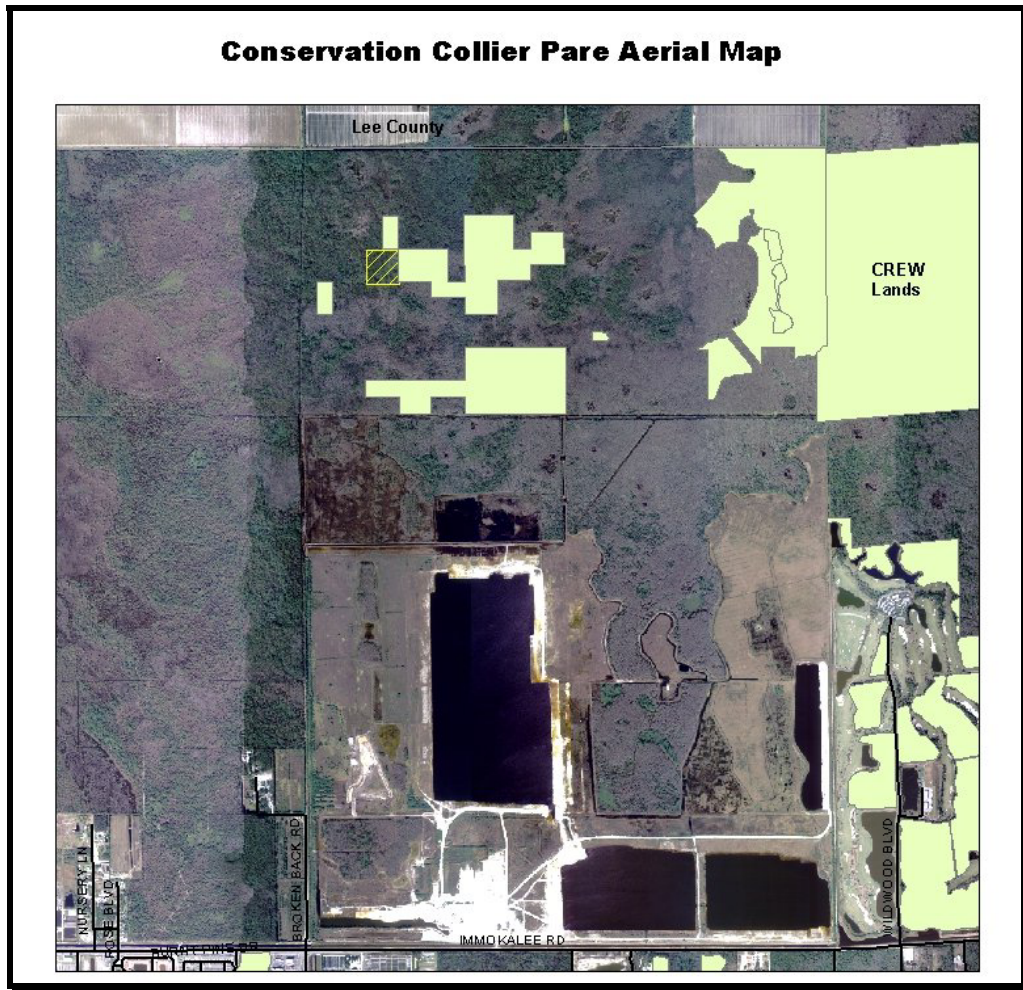 Conservation Collier Pare Aerial Map
Lee County
CREW
Lands
NURSERY LN
ROSE BLVD
BROKEN BACK RD
WILDWOOD BLVD
IMMOKALEE RD